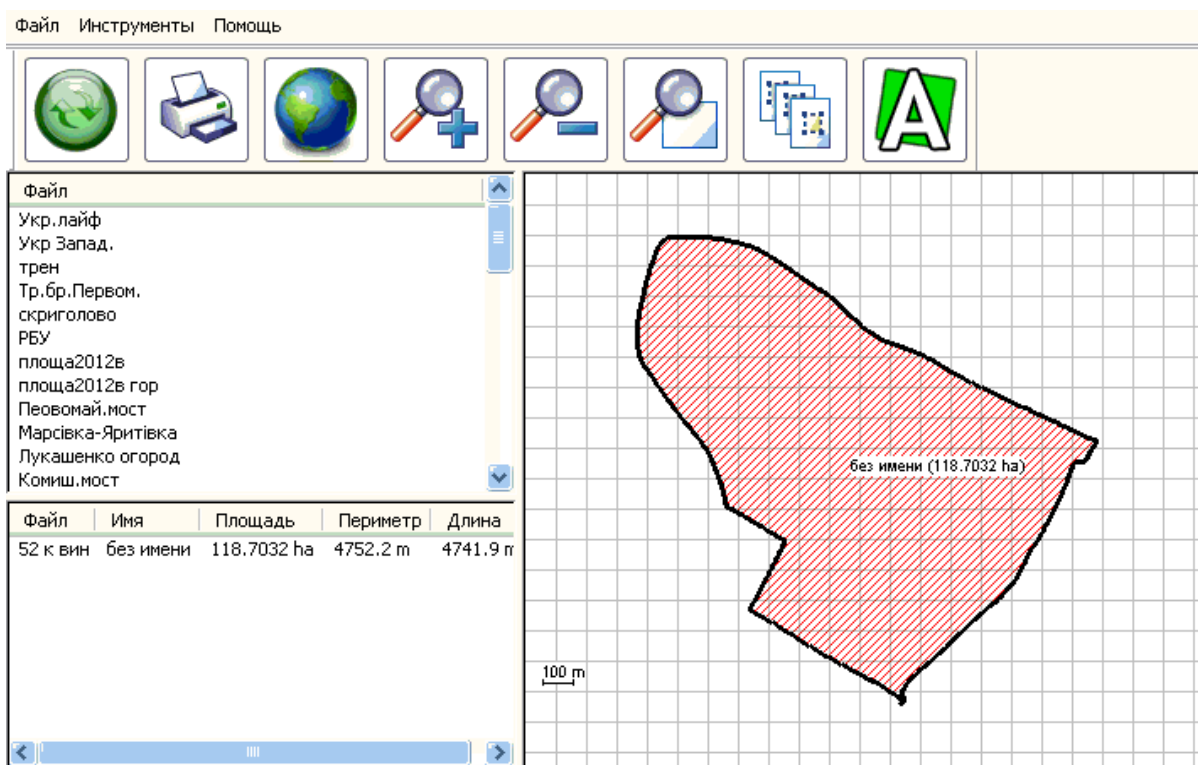 Файл Инструменты Помощь
A
Файл
Укр.лайф
Укр Запад.
трен
Тр.бр.Первом.
скриголово
РБУ
площа2012в
площа2012в гор
Пеовомай.мост
Марсівка-Яритівка
Лукашенко огород
Комиш.мост
Файл Имя Площадь Периметр Длина
52 к вин без имени 118.7032 ha 4752.2 m 4741.9 m
без имени (118.7032 ha)
100 m